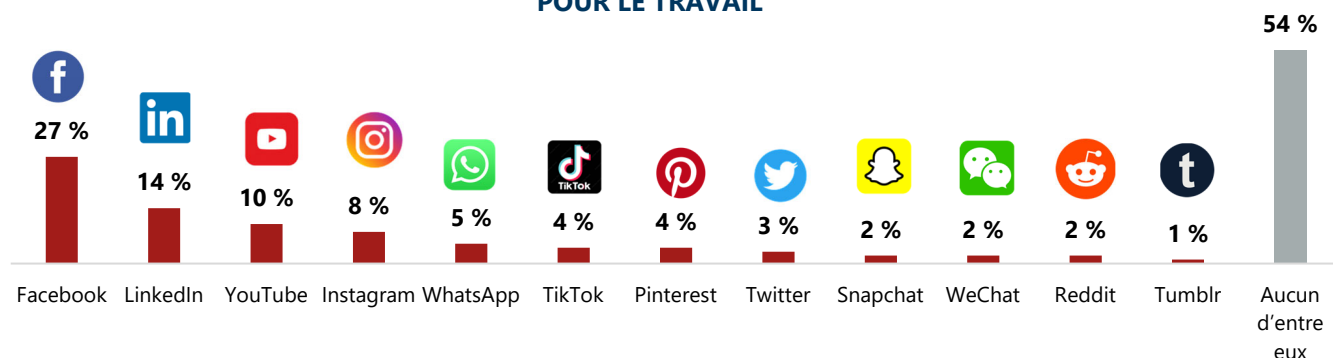 POUR LE TRAVAIL
54 %
27 %
14 %
10 %
8 %
5 %
4 %
4 %
3 %
2 %
2 %
2 %
1 %
f
in
TikTok
t
Facebook LinkedIn YouTube Instagram WhatsApp TikTok Pinterest Twitter Snapchat WeChat Reddit Tumblr Aucun
d’entre
eux